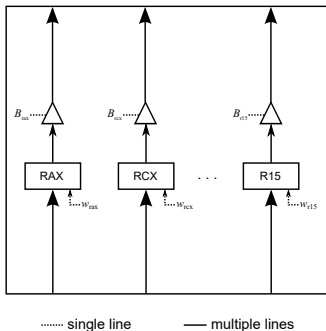 B_rax B_rcx B_r15
RAX RCX . . . R15
w_rax w_rcx w_r15
single line multiple lines